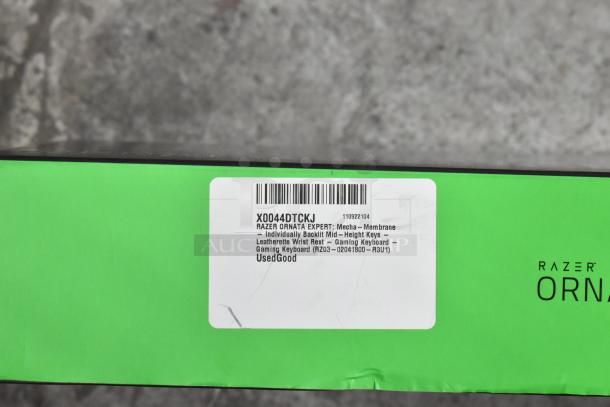 X0044DTCKJ 110922104
RAZER ORNATA EXPERT: Mecha-Membrane
- Individually Backlit Mid-Height Keys -
Leatherette Wrist Rest - Gaming Keyboard -
Gaming Keyboard (RZ03-02041800-R3U1)
UsedGood
RAZER
ORNA